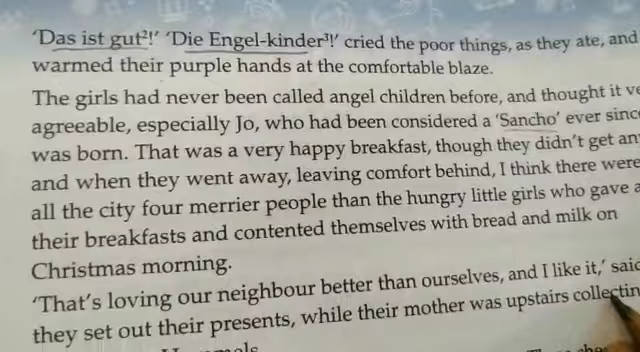 'Das ist gut²!' 'Die Engel-kinder³!' cried the poor things, as they ate, and
warmed their purple hands at the comfortable blaze.
The girls had never been called angel children before, and thought it
agreeable, especially Jo, who had been considered a 'Sancho' ever
was born. That was a very happy breakfast, though they didn't get
and when they went away, leaving comfort behind, I think there were
all the city four merrier people than the hungry little girls who gave
their breakfasts and contented themselves with bread and milk on
Christmas morning.
'That's loving our neighbour better than ourselves, and I like it,'
they set out their presents, while their mother was upstairs